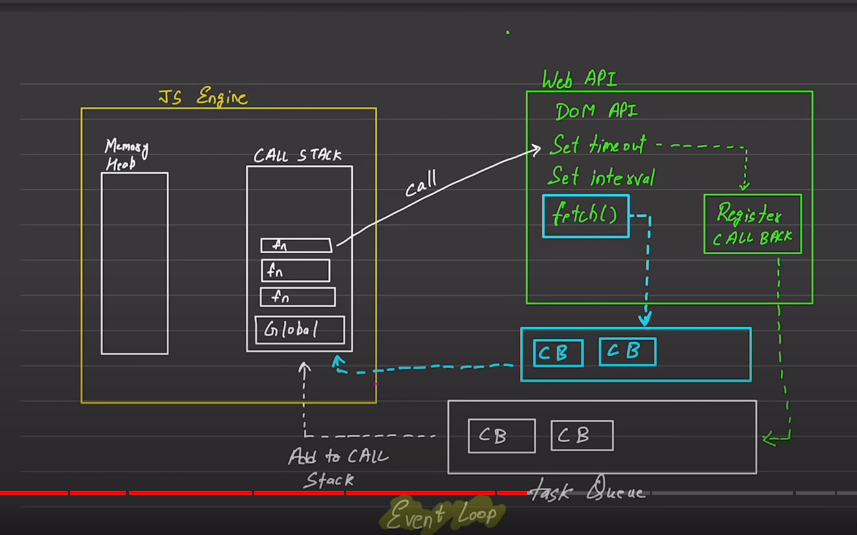 JS Engine
Memory
Heap
CALL STACK
fn
fn
fn
Global
call
Web API
DOM API
Set timeout
Set interval
fetch()
Register
CALL BACK
CB
CB
CB
CB
Add to CALL
Stack
task Queue
Event Loop